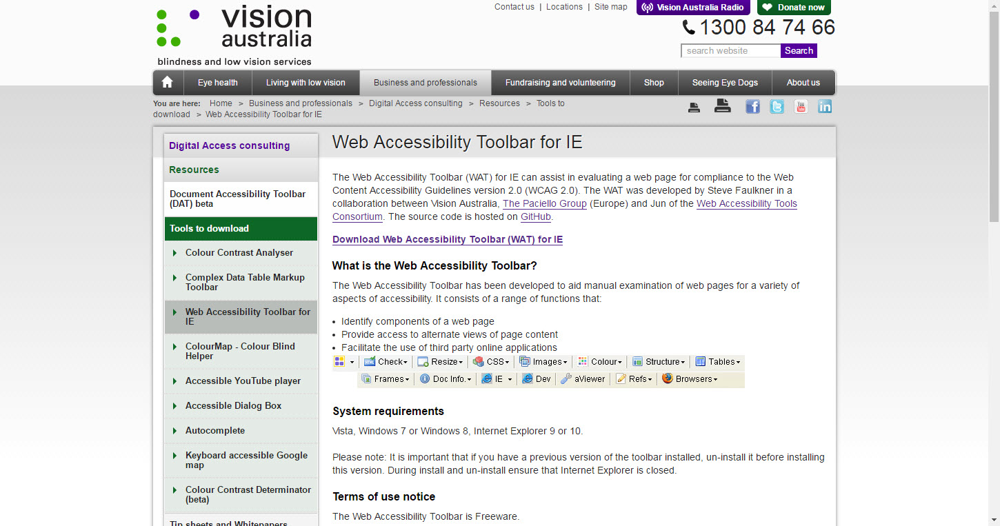 vision
australia
blindness and low vision services
Contact us | Locations | Site map
Vision Australia Radio
Donate now
1300 84 74 66
search website
Search
Eye health
Living with low vision
Business and professionals
Fundraising and volunteering
Shop
Seeing Eye Dogs
About us
You are here: Home > Business and professionals > Digital Access consulting > Resources > Tools to
download > Web Accessibility Toolbar for IE
Digital Access consulting
Resources
Document Accessibility Toolbar
(DAT) beta
Tools to download
Colour Contrast Analyser
Complex Data Table Markup
Toolbar
Web Accessibility Toolbar for
IE
ColourMap - Colour Blind
Helper
Accessible YouTube player
Accessible Dialog Box
Autocomplete
Keyboard accessible Google
map
Colour Contrast Determinator
(beta)
Tip sheets and Whitepapers
Web Accessibility Toolbar for IE
The Web Accessibility Toolbar (WAT) for IE can assist in evaluating a web page for compliance to the Web
Content Accessibility Guidelines version 2.0 (WCAG 2.0). The WAT was developed by Steve Faulkner in a
collaboration between Vision Australia, The Paciello Group (Europe) and Jun of the Web Accessibility Tools
Consortium. The source code is hosted on GitHub.
Download Web Accessibility Toolbar (WAT) for IE
What is the Web Accessibility Toolbar?
The Web Accessibility Toolbar has been developed to aid manual examination of web pages for a variety of
aspects of accessibility. It consists of a range of functions that:
• Identify components of a web page
• Provide access to alternate views of page content
• Facilitate the use of third party online applications
Check Resize CSS Images Colour Structure Tables
Frames Doc Info. IE Dev aViewer Refs Browsers
System requirements
Vista, Windows 7 or Windows 8, Internet Explorer 9 or 10.
Please note: It is important that if you have a previous version of the toolbar installed, un-install it before installing
this version. During install and un-install ensure that Internet Explorer is closed.
Terms of use notice
The Web Accessibility Toolbar is Freeware.